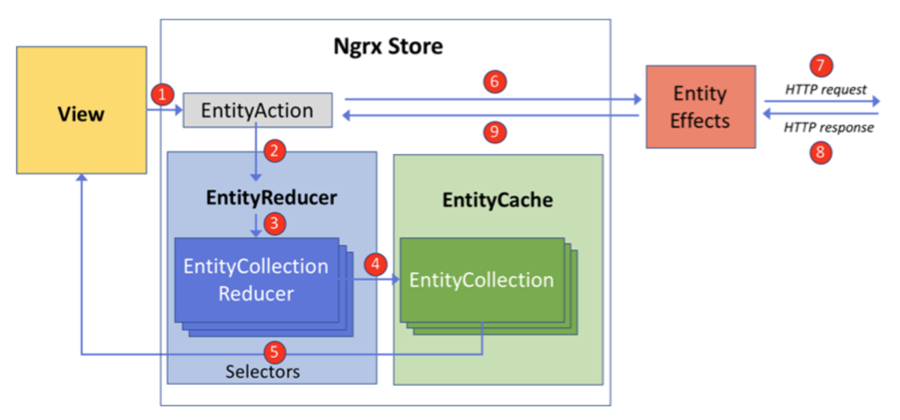 Ngrx Store
View
1
EntityAction
6
9
Entity
Effects
7
HTTP request
HTTP response
8
2
EntityReducer
3
EntityCollection
Reducer
4
EntityCache
EntityCollection
5
Selectors